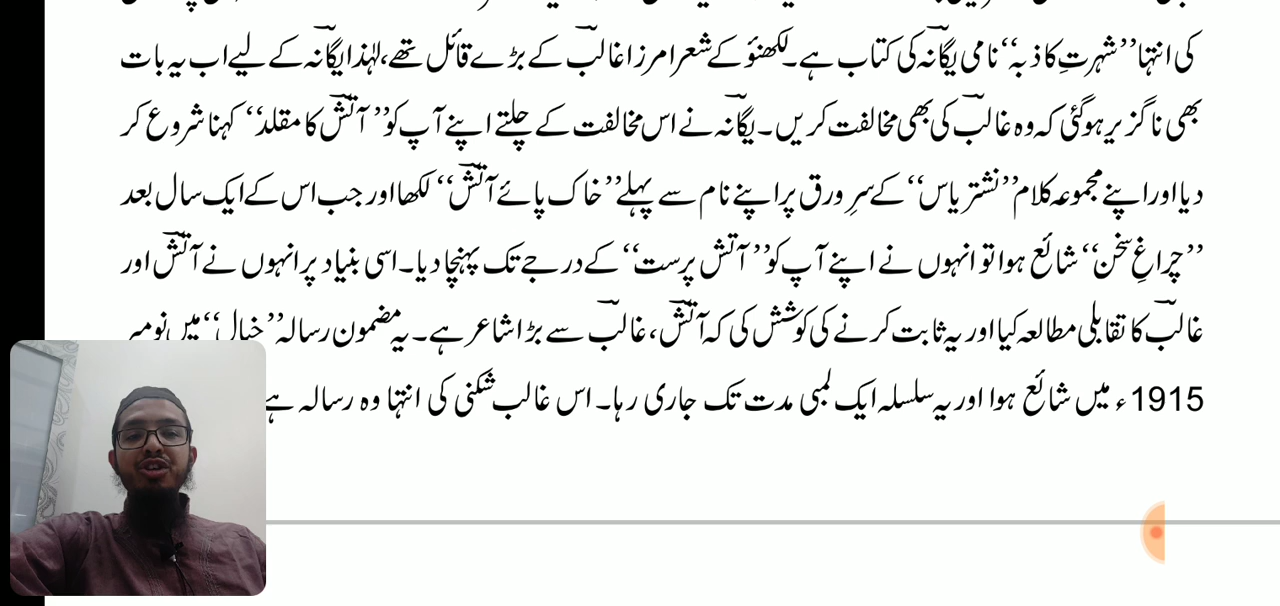 کی انتہا ’’شہرتِ کاذبہ‘‘ نامی یگانہ کی کتاب ہے۔ لکھنؤ کے شعرا مرزا غالبؔ کے بڑے قائل تھے، لہٰذا یگانہ کے لیے اب یہ بات
بھی ناگزیر ہوگئی کہ وہ غالبؔ کی بھی مخالفت کریں۔ یگانہ نے اس مخالفت کے چلتے اپنے آپ کو ’’آتشؔ کا مقلد‘‘ کہنا شروع کر
دیا اور اپنے مجموعہ کلام ’’نشتر یاس‘‘ کے سرِ ورق پر اپنے نام سے پہلے ’’خاک پائے آتشؔ‘‘ لکھا اور جب اس کے ایک سال بعد
’’چراغِ سخن‘‘ شائع ہوا تو انہوں نے اپنے آپ کو ’’آتش پرست‘‘ کے درجے تک پہنچا دیا۔ اسی بنیاد پر انہوں نے آتشؔ اور
غالبؔ کا تقابلی مطالعہ کیا اور یہ ثابت کرنے کی کوشش کی کہ آتشؔ، غالبؔ سے بڑا شاعر ہے۔ یہ مضمون رسالہ ’’خیال‘‘ میں نومبر
1915ء میں شائع ہوا اور یہ سلسلہ ایک لمبی مدت تک جاری رہا۔ اس غالب شکنی کی انتہا وہ رسالہ ہے